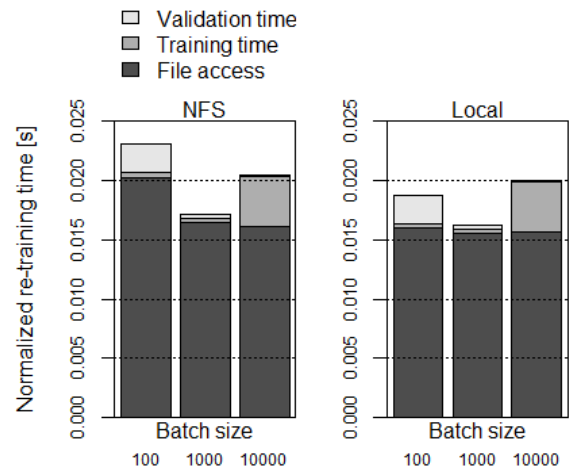 Validation time
Training time
File access
NFS
Local
Normalized re-training time [s]
0.025
0.020
0.015
0.010
0.005
0.000
0.025
0.020
0.015
0.010
0.005
0.000
Batch size
Batch size
100 1000 10000
100 1000 10000